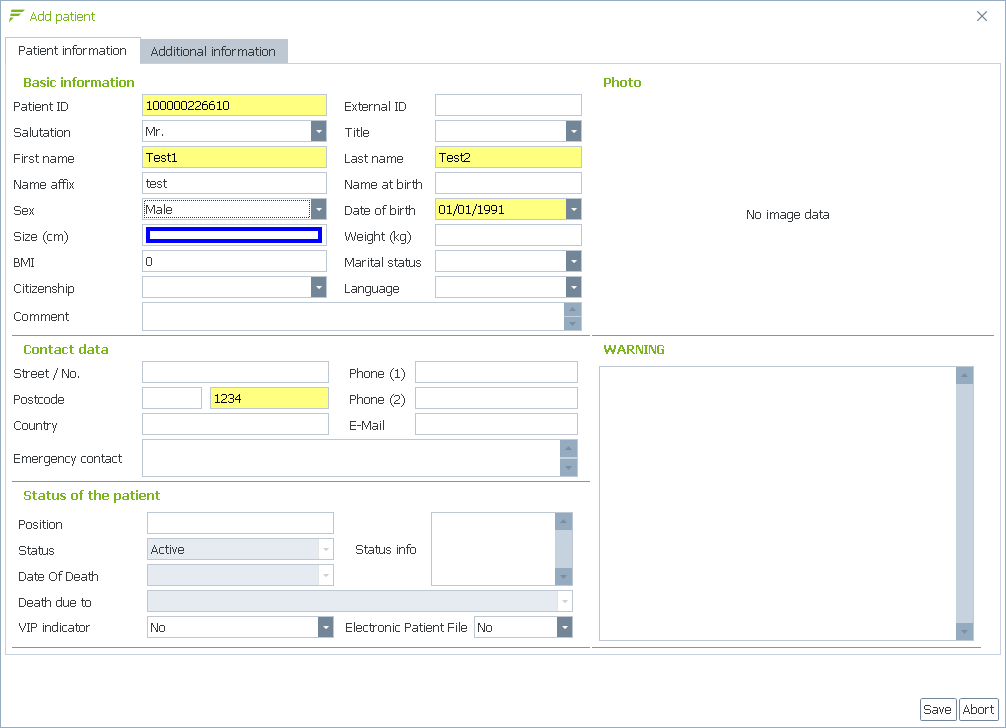 Add patient
Patient information Additional information
Basic information Photo
Patient ID 100000226610 External ID
Salutation Mr. Title
First name Test1 Last name Test2
Name affix test Name at birth
Sex Male Date of birth 01/01/1991
No image data
Size (cm) Weight (kg)
BMI 0 Marital status
Citizenship Language
Comment
Contact data WARNING
Street / No. Phone (1)
Postcode 1234 Phone (2)
Country E-Mail
Emergency contact
Status of the patient
Position
Status Active Status info
Date Of Death
Death due to
VIP indicator No Electronic Patient File No
Save Abort